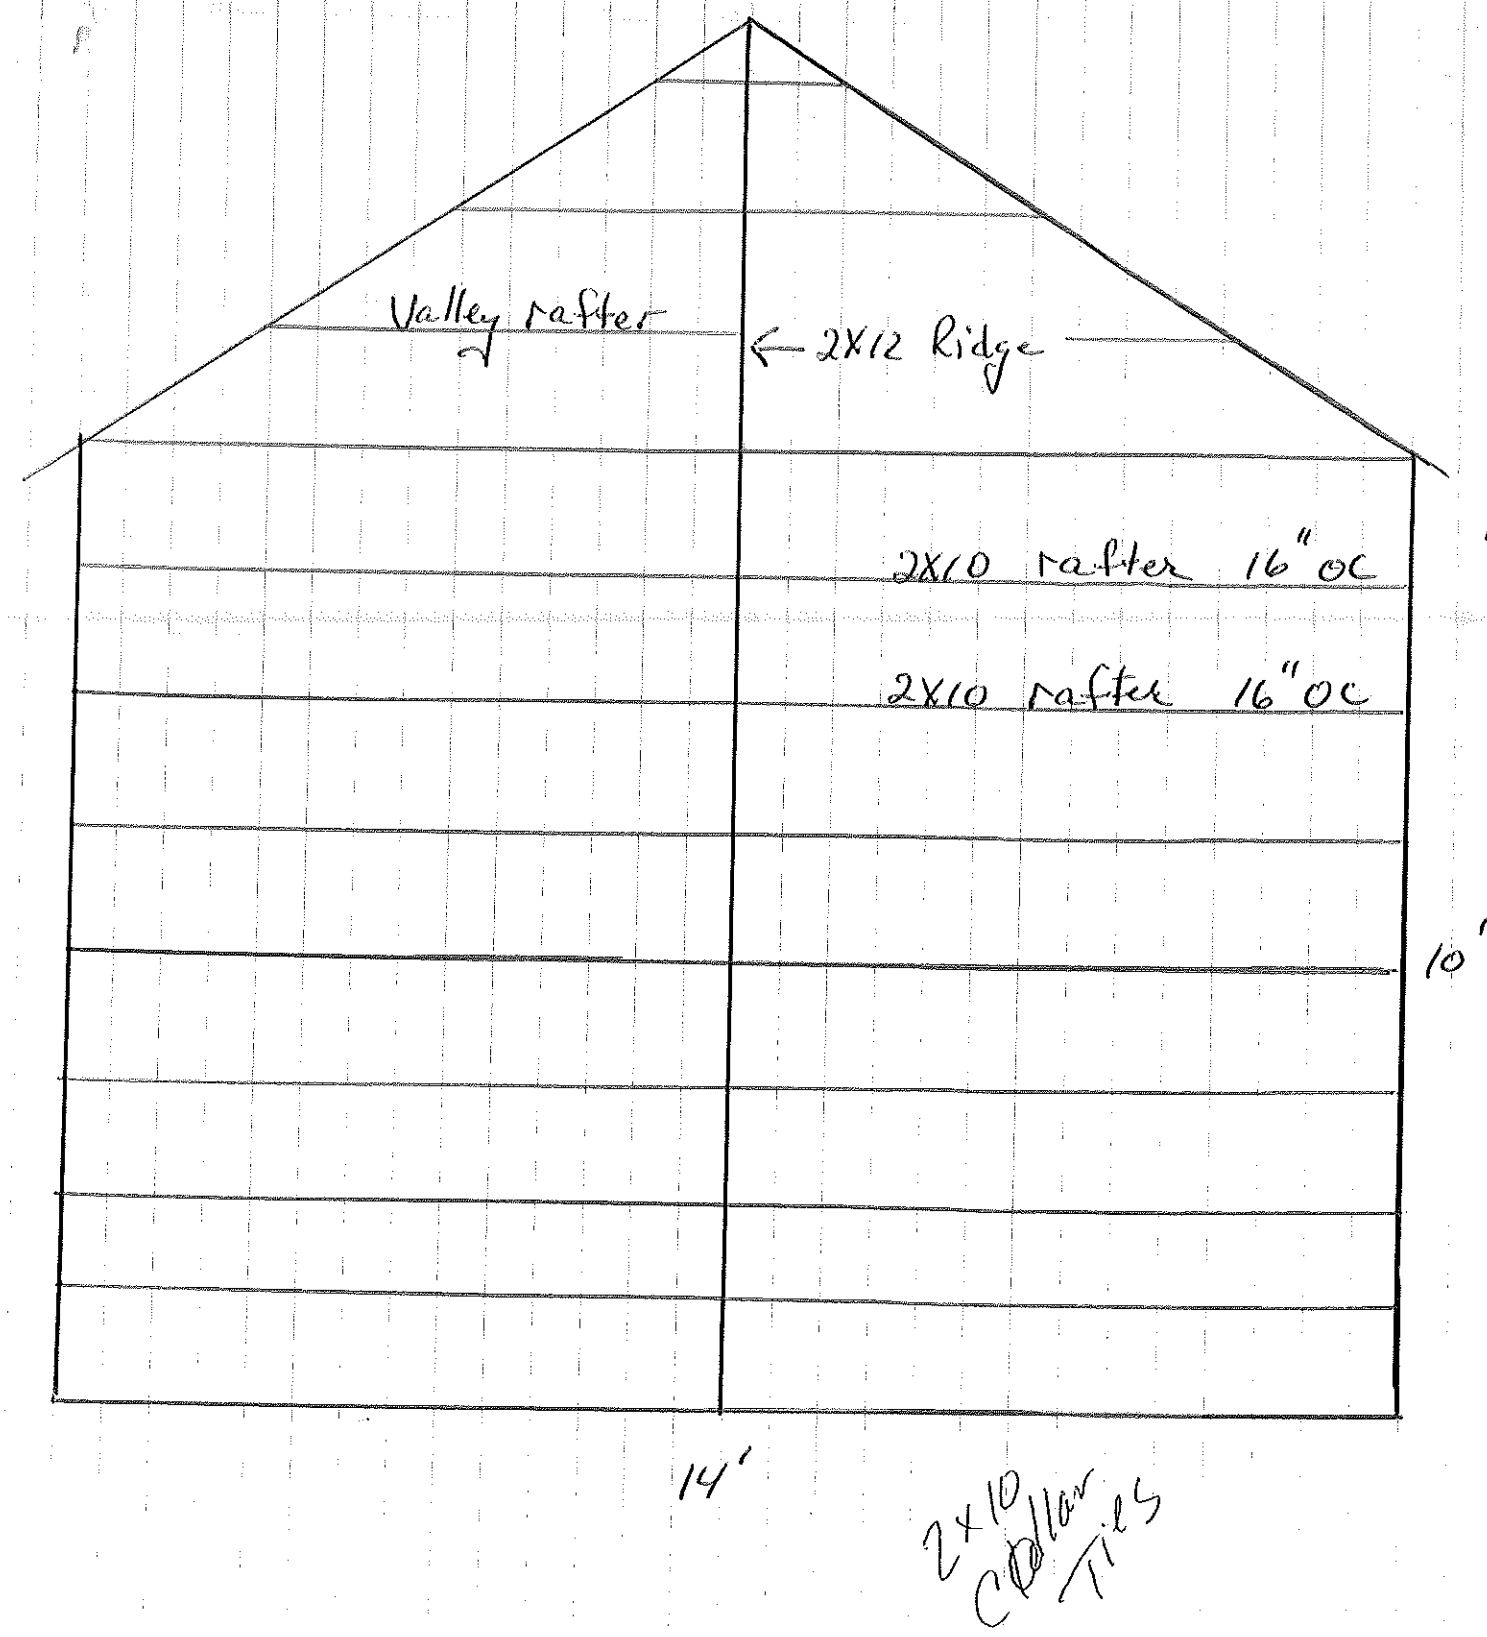 Valley rafter
← 2X12 Ridge
2X10 rafter 16" OC
2X10 rafter 16" OC
10'
14'
2x10
Collar
Ties